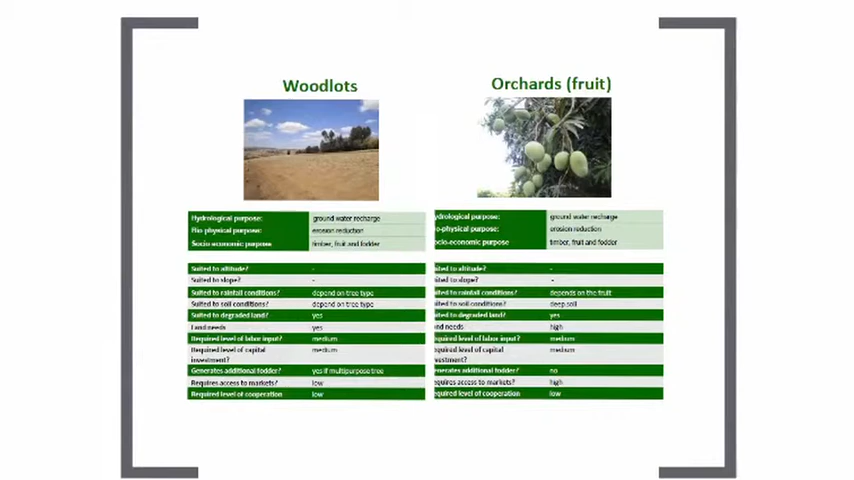 Woodlots
Hydrological purpose: ground water recharge
Bio physical purpose: erosion reduction
Socio economic purpose timber, fruit and fodder
Suited to altitude? -
Suited to slope? -
Suited to rainfall conditions? depend on tree type
Suited to soil conditions? depend on tree type
Suited to degraded land? yes
Land needs yes
Required level of labor input? medium
Required level of capital medium
investment?
Generates additional fodder? yes if multipurpose tree
Requires access to markets? low
Required level of cooperation low
Orchards (fruit)
ydrological purpose: ground water recharge
o-physical purpose: erosion reduction
ocio-economic purpose timber, fruit and fodder
uited to altitude? -
uited to slope? -
uited to rainfall conditions? depends on the fruit
uited to soil conditions? deep soil
uited to degraded land? yes
and needs high
equired level of labor input? medium
equired level of capital medium
vestment?
enerates additional fodder? no
equires access to markets? high
equired level of cooperation low